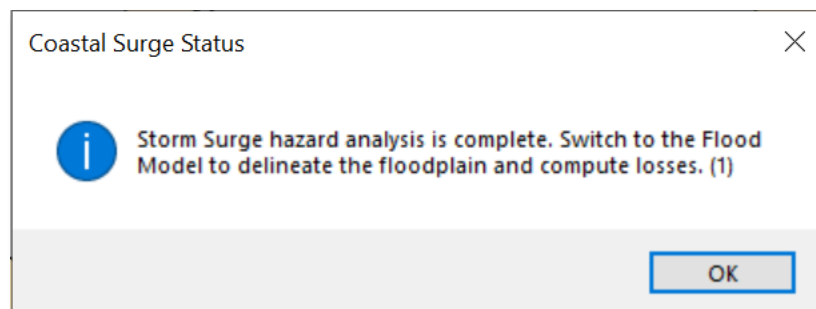 Coastal Surge Status
Storm Surge hazard analysis is complete. Switch to the Flood
Model to delineate the floodplain and compute losses. (1)
OK